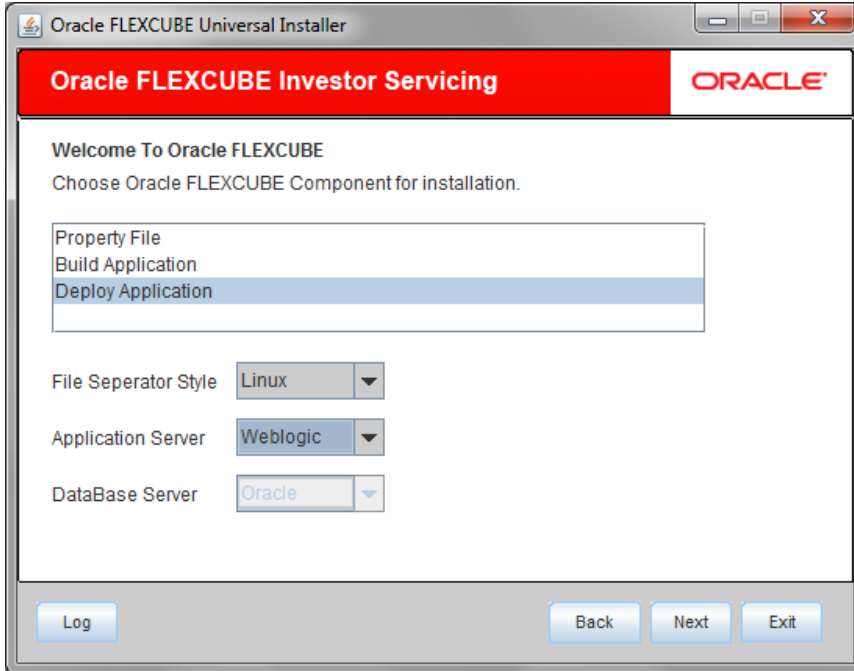 Oracle FLEXCUBE Universal Installer
Oracle FLEXCUBE Investor Servicing
ORACLE
Welcome To Oracle FLEXCUBE
Choose Oracle FLEXCUBE Component for installation.
Property File
Build Application
Deploy Application
File Seperator Style Linux
Application Server Weblogic
DataBase Server Oracle
Log Back Next Exit